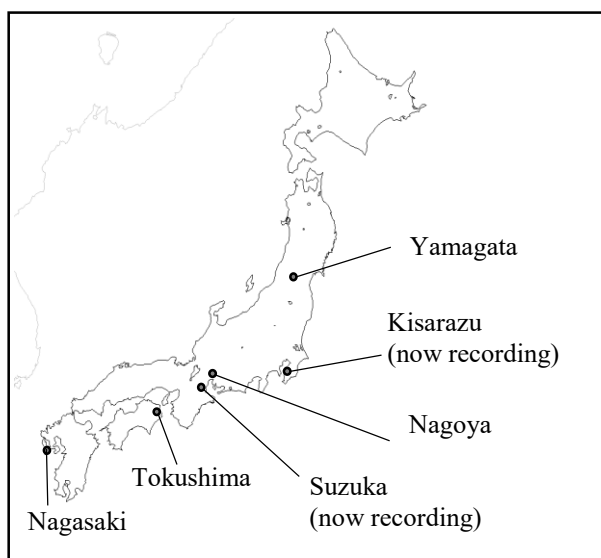 Yamagata
Kisarazu
(now recording)
Nagoya
Tokushima
Suzuka
(now recording)
Nagasaki